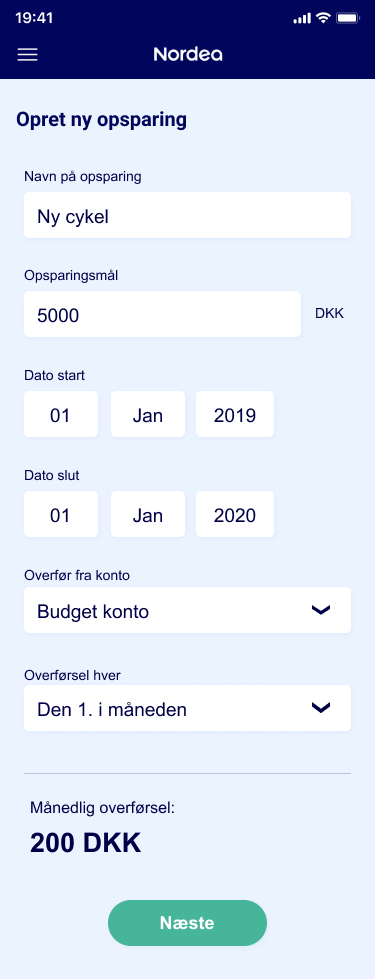 19:41
Nordea
Opret ny opsparing
Navn på opsparing
Ny cykel
Opsparingsmål
5000 DKK
Dato start
01 Jan 2019
Dato slut
01 Jan 2020
Overfør fra konto
Budget konto
Overførsel hver
Den 1. i måneden
Månedlig overførsel:
200 DKK
Næste